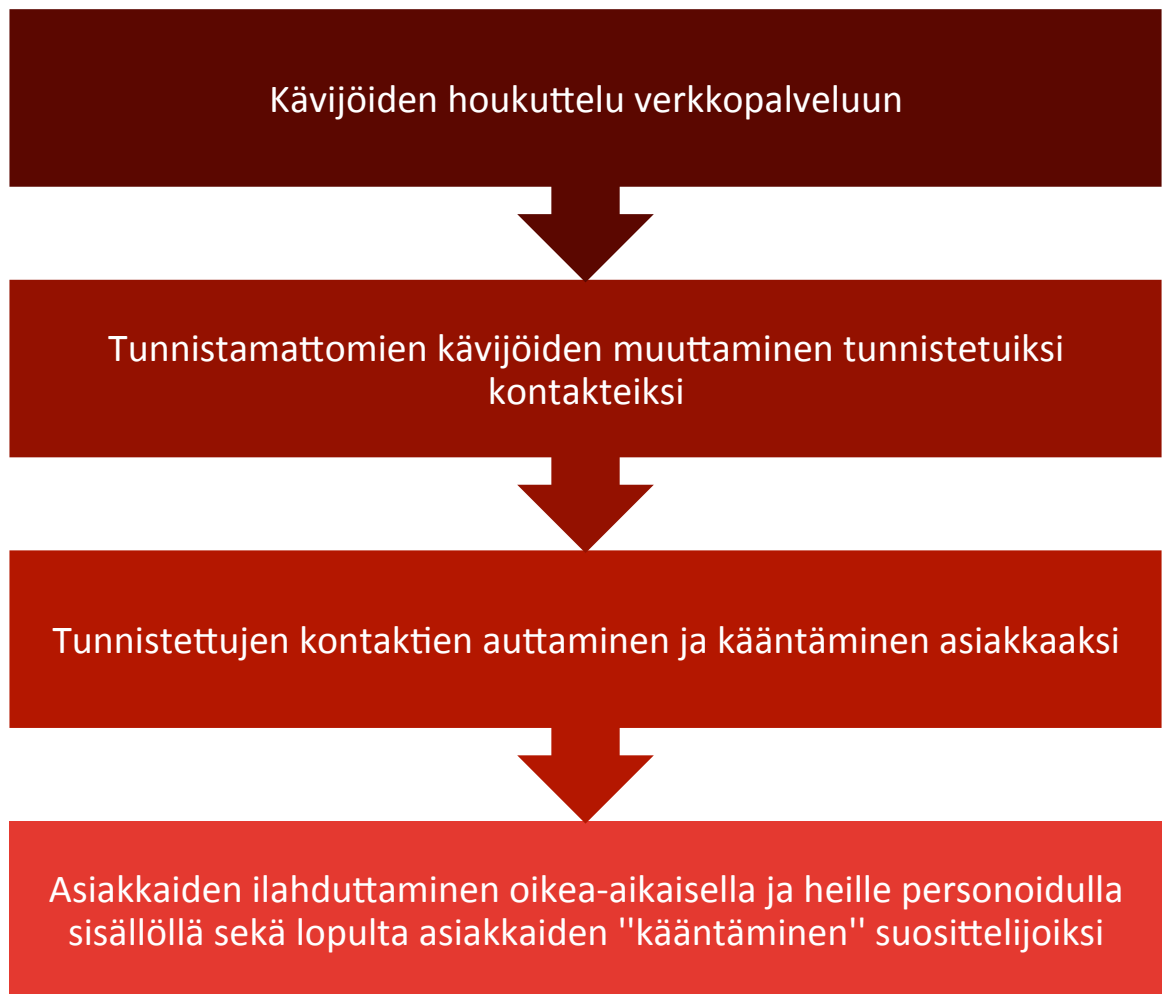 Kävijöiden houkuttelu verkkopalveluun
Tunnistamattomien kävijöiden muuttaminen tunnistetuiksi
kontakteiksi
Tunnistettujen kontaktien auttaminen ja kääntäminen asiakkaaksi
Asiakkaiden ilahduttaminen oikea-aikaisella ja heille personoidulla
sisällöllä sekä lopulta asiakkaiden "kääntäminen" suosittelijoiksi